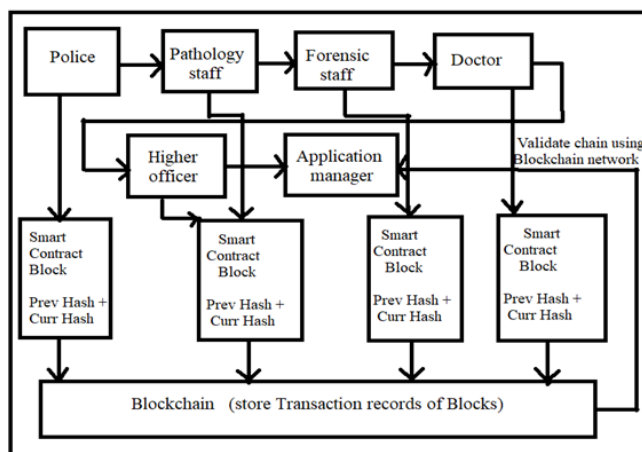 Police
Pathology
staff
Forensic
staff
Doctor
Validate chain using
Blockchain network
Higher
officer
Application
manager
Smart
Contract
Block
Prev Hash +
Curr Hash
Smart
Contract
Block
Prev Hash +
Curr Hash
Smart
Contract
Block
Prev Hash +
Curr Hash
Smart
Contract
Block
Prev Hash +
Curr Hash
Blockchain (store Transaction records of Blocks)